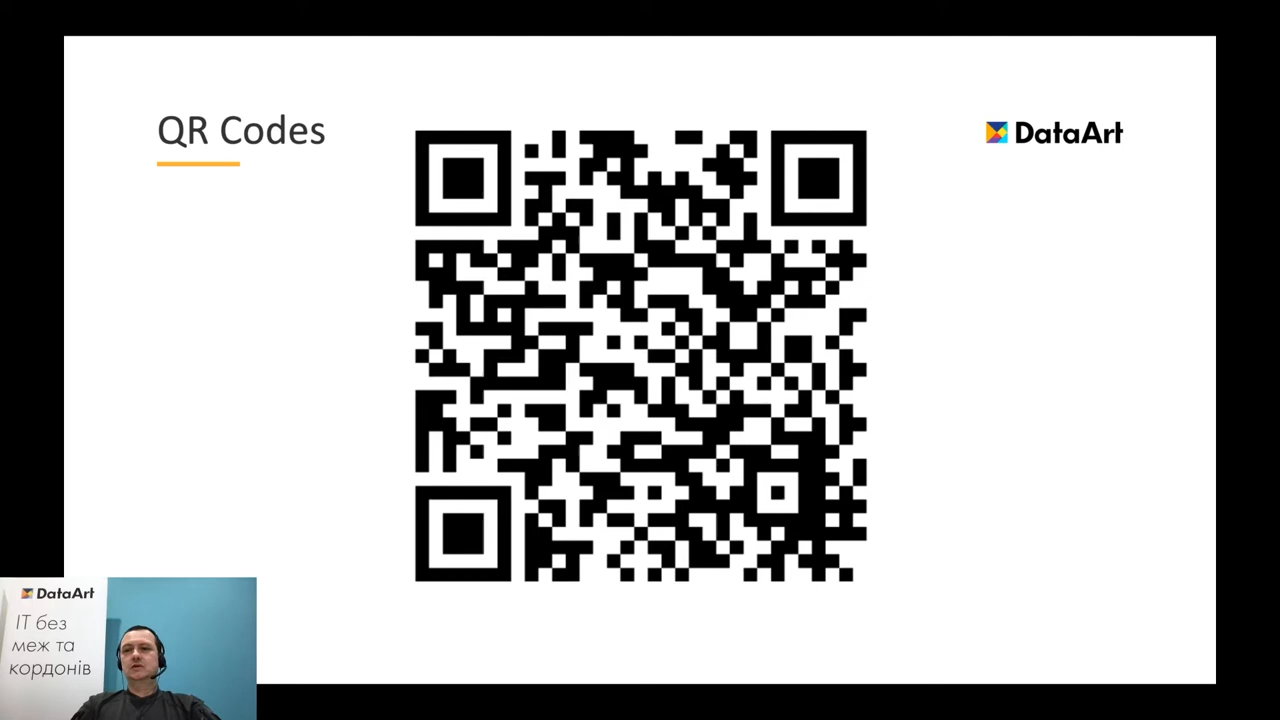 QR Codes
DataArt
DataArt
IT без
меж та
кордонів